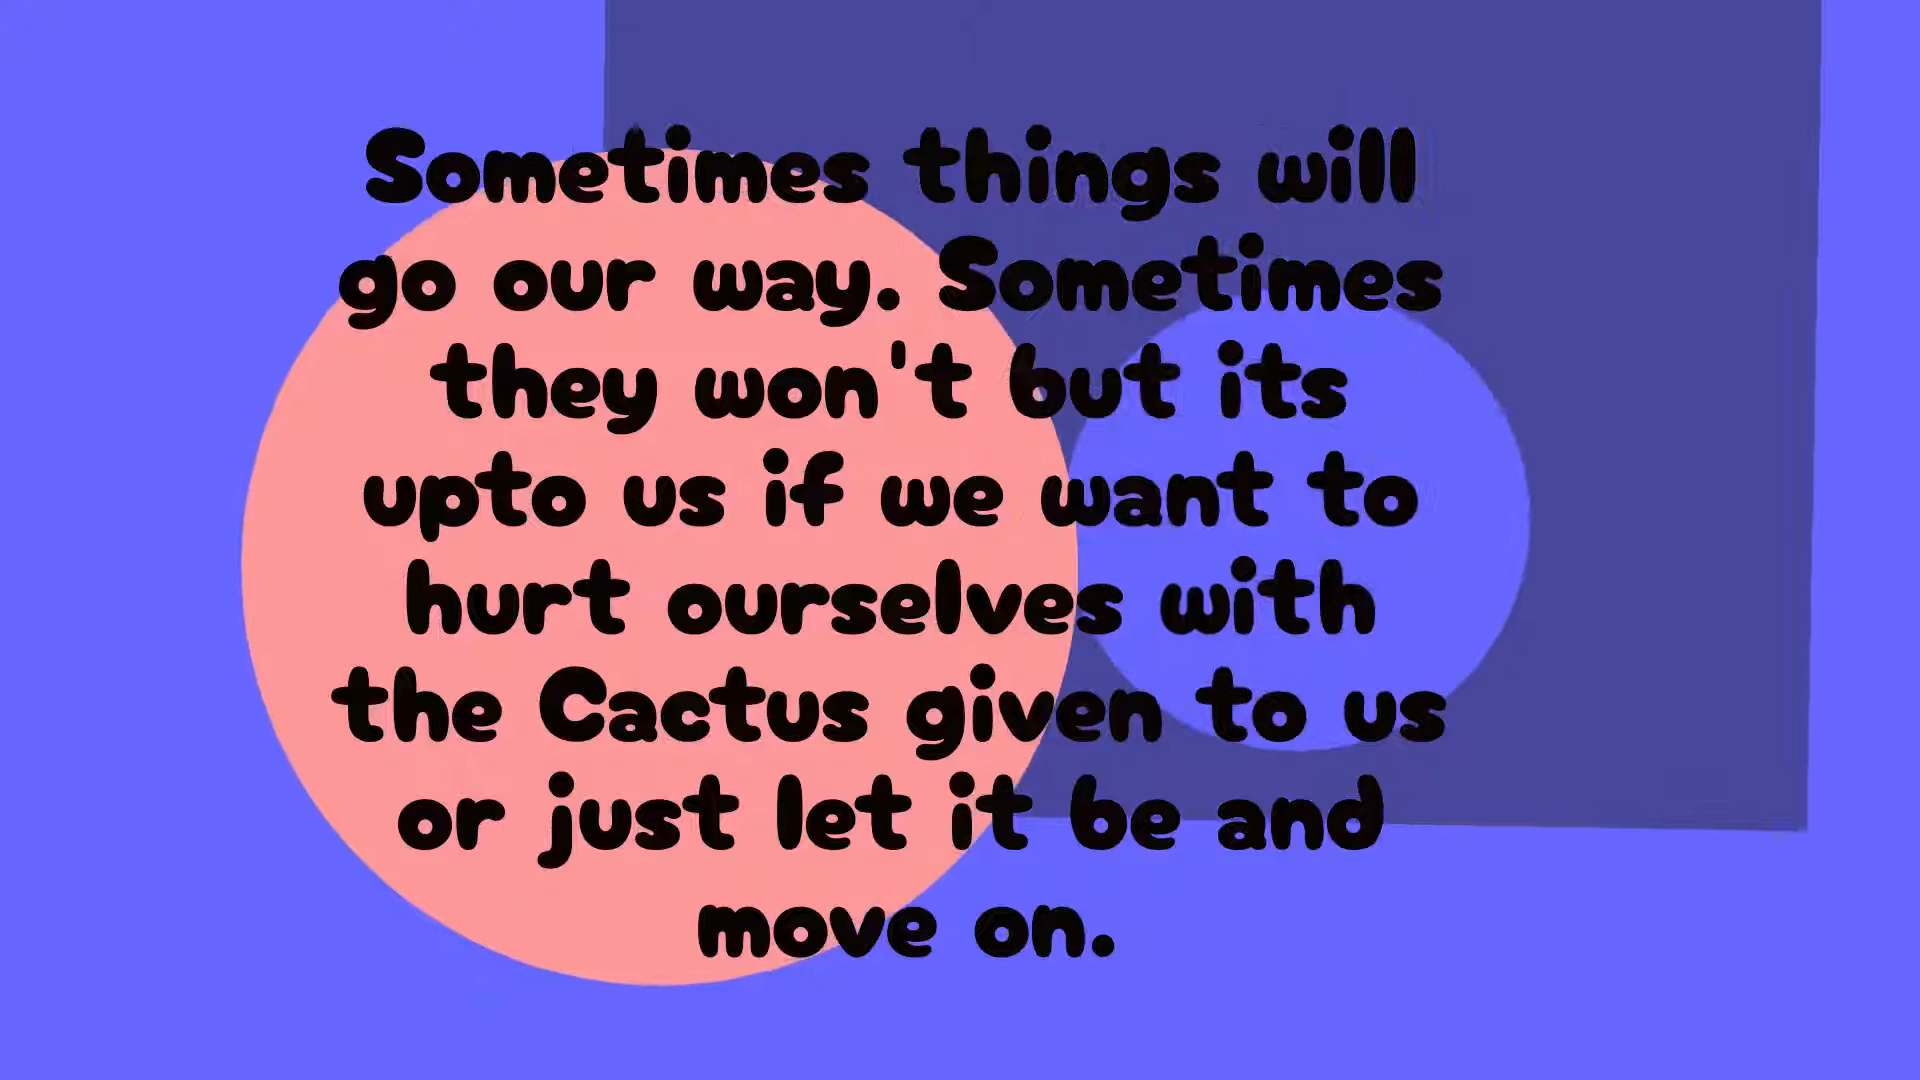 Sometimes things will
go our way. Sometimes
they won't but its
upto us if we want to
hurt ourselves with
the Cactus given to us
or just let it be and
move on.